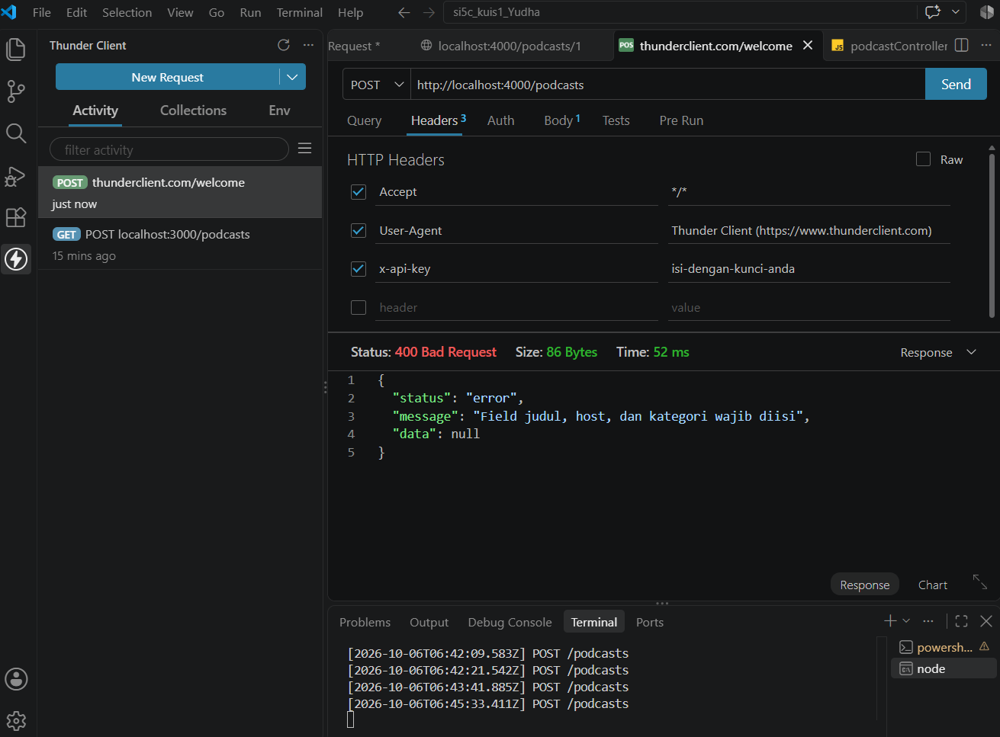 File Edit Selection View Go Run Terminal Help
si5c_kuis1_Yudha
Thunder Client
New Request
Activity Collections Env
filter activity
POST thunderclient.com/welcome
just now
GET POST localhost:3000/podcasts
15 mins ago
Request * localhost:4000/podcasts/1 POS thunderclient.com/welcome JS podcastController
POST http://localhost:4000/podcasts Send
Query Headers 3 Auth Body 1 Tests Pre Run
HTTP Headers Raw
Accept */*
User-Agent Thunder Client (https://www.thunderclient.com)
x-api-key isi-dengan-kunci-anda
header value
Status: 400 Bad Request Size: 86 Bytes Time: 52 ms Response
1 {
2 "status": "error",
3 "message": "Field judul, host, dan kategori wajib diisi",
4 "data": null
5 }
Response Chart
Problems Output Debug Console Terminal Ports
[2026-10-06T06:42:09.583Z] POST /podcasts
[2026-10-06T06:42:21.542Z] POST /podcasts
[2026-10-06T06:43:41.885Z] POST /podcasts
[2026-10-06T06:45:33.411Z] POST /podcasts
powersh...
node